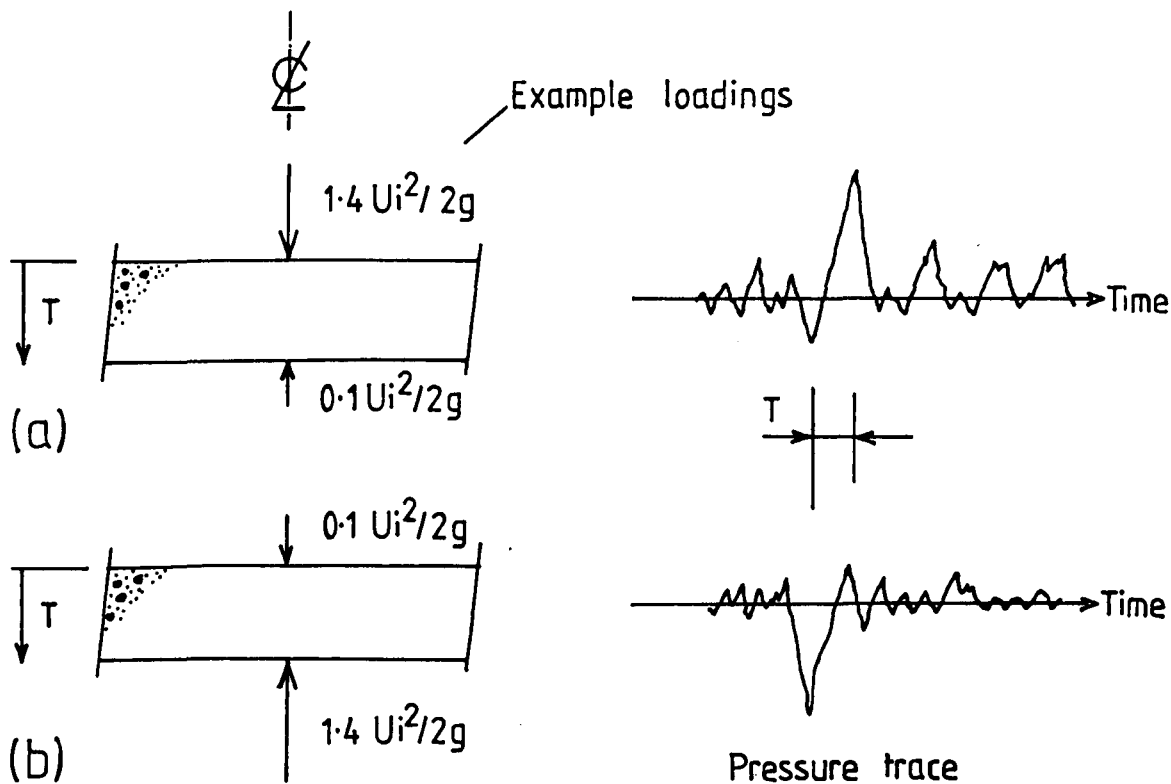 ℄
Example loadings
1·4 Ui²/2g
T
0·1 Ui²/2g
(a)
Time
T
0·1 Ui²/2g
T
1·4 Ui²/2g
(b)
Time
Pressure trace